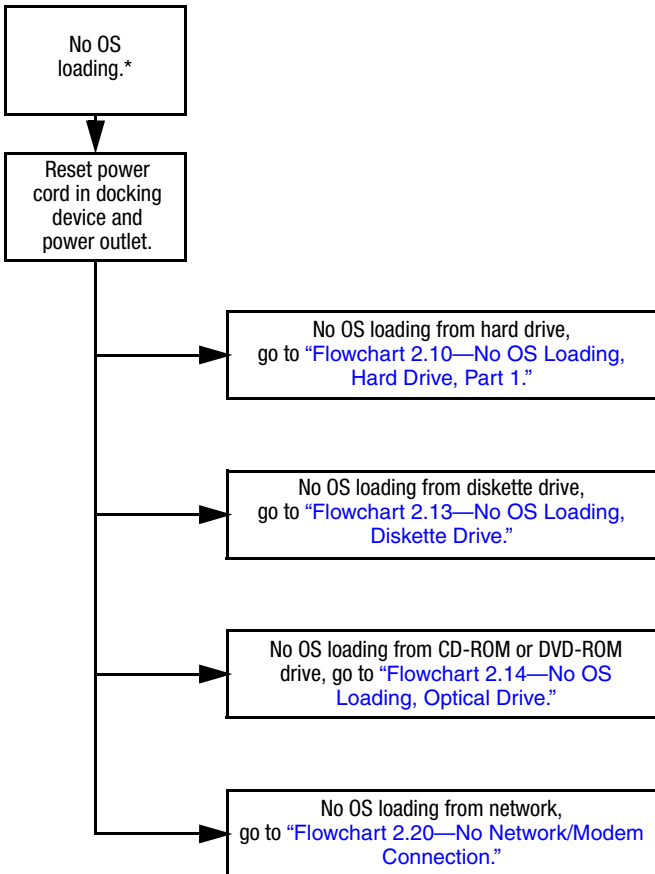 No OS
loading.*
Reset power
cord in docking
device and
power outlet.
No OS loading from hard drive,
go to “Flowchart 2.10—No OS Loading,
Hard Drive, Part 1.”
No OS loading from diskette drive,
go to “Flowchart 2.13—No OS Loading,
Diskette Drive.”
No OS loading from CD-ROM or DVD-ROM
drive, go to “Flowchart 2.14—No OS
Loading, Optical Drive.”
No OS loading from network,
go to “Flowchart 2.20—No Network/Modem
Connection.”